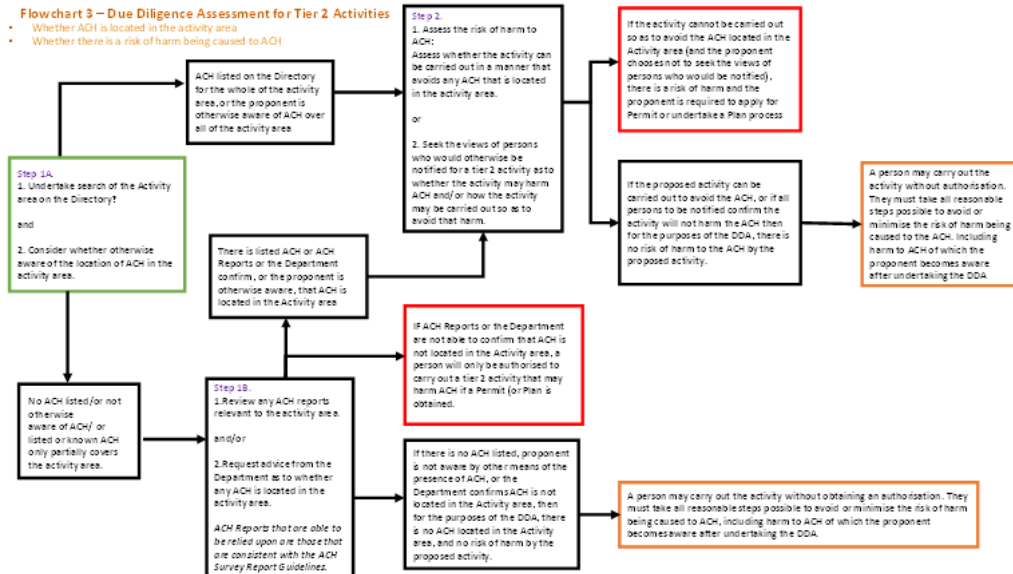 Flowchart 3 – Due Diligence Assessment for Tier 2 Activities
• Whether ACH is located in the activity area
• Whether there is a risk of harm being caused to ACH
ACH listed on the Directory
for the whole of the activity
area, or the proponent is
otherwise aware of ACH over
all of the activity area
Step 1A.
1. Undertake search of the Activity
area on the Directory?
and
2. Consider whether otherwise
aware of the location of ACH in the
activity area.
No ACH listed/or not
otherwise
aware of ACH/ or
listed or known ACH
only partially covers
the activity area.
There is listed ACH or ACH
Reports or the Department
confirm, or the proponent is
otherwise aware, that ACH is
located in the Activity area
Step 1B.
1.Review any ACH reports
relevant to the activity area.
and/or
2.Request advice from the
Department as to whether
any ACH is located in the
activity area.
ACH Reports that are able to
be relied upon are those that
are consistent with the ACH
Survey Report Guidelines.
Step 2.
1. Assess the risk of harm to
ACH:
Assess whether the activity can
be carried out in a manner that
avoids any ACH that is located
in the activity area.
or
2. Seek the views of persons
who would otherwise be
notified for a tier 2 activity as to
whether the activity may harm
ACH and/or how the activity
may be carried out so as to
avoid that harm.
IF ACH Reports or the Department
are not able to confirm that ACH is
not located in the Activity area, a
person will only be authorised to
carry out a tier 2 activity that may
harm ACH if a Permit (or Plan is
obtained.
If there is no ACH listed, proponent
is not aware by other means of the
presence of ACH, or the
Department confirms ACH is not
located in the Activity area, then
for the purposes of the DDA, there
is no ACH located in the Activity
area, and no risk of harm by the
proposed activity.
If the activity cannot be carried out
so as to avoid the ACH located in the
Activity area (and the proponent
chooses not to seek the views of
persons who would be notified),
there is a risk of harm and the
proponent is required to apply for
Permit or undertake a Plan process
If the proposed activity can be
carried out to avoid the ACH, or if all
persons to be notified confirm the
activity will not harm the ACH then
for the purposes of the DDA, there is
no risk of harm to the ACH by the
proposed activity.
A person may carry out the
activity without authorisation.
They must take all reasonable
steps possible to avoid or
minimise the risk of harm being
caused to the ACH. Including
harm to ACH of which the
proponent becomes aware
after undertaking the DDA
A person may carry out the activity without obtaining an authorisation. They
must take all reasonable steps possible to avoid or minimise the risk of harm
being caused to ACH, including harm to ACH of which the proponent
becomes aware after undertaking the DDA.